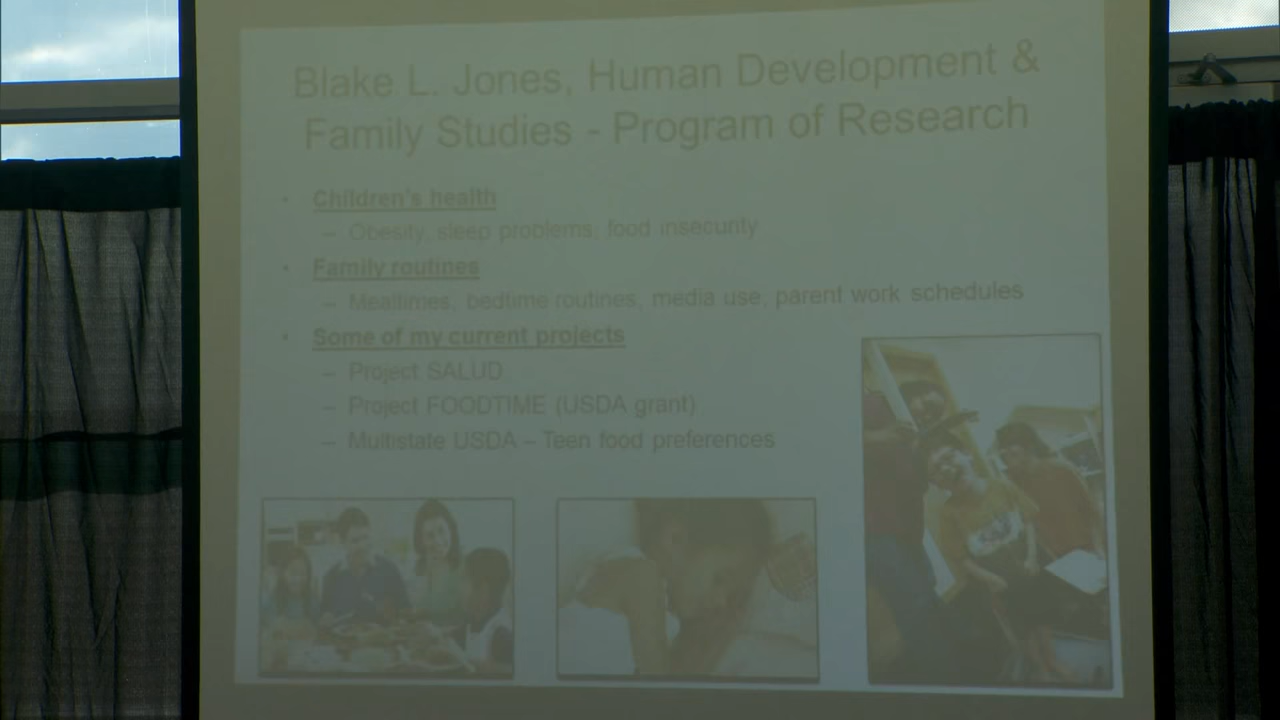 Blake L. Jones, Human Development &
Family Studies - Program of Research
• Children's health
– Obesity, sleep problems, food insecurity
• Family routines
– Mealtimes, bedtime routines, media use, parent work schedules
• Some of my current projects
– Project SALUD
– Project FOODTIME (USDA grant)
– Multistate USDA – Teen food preferences